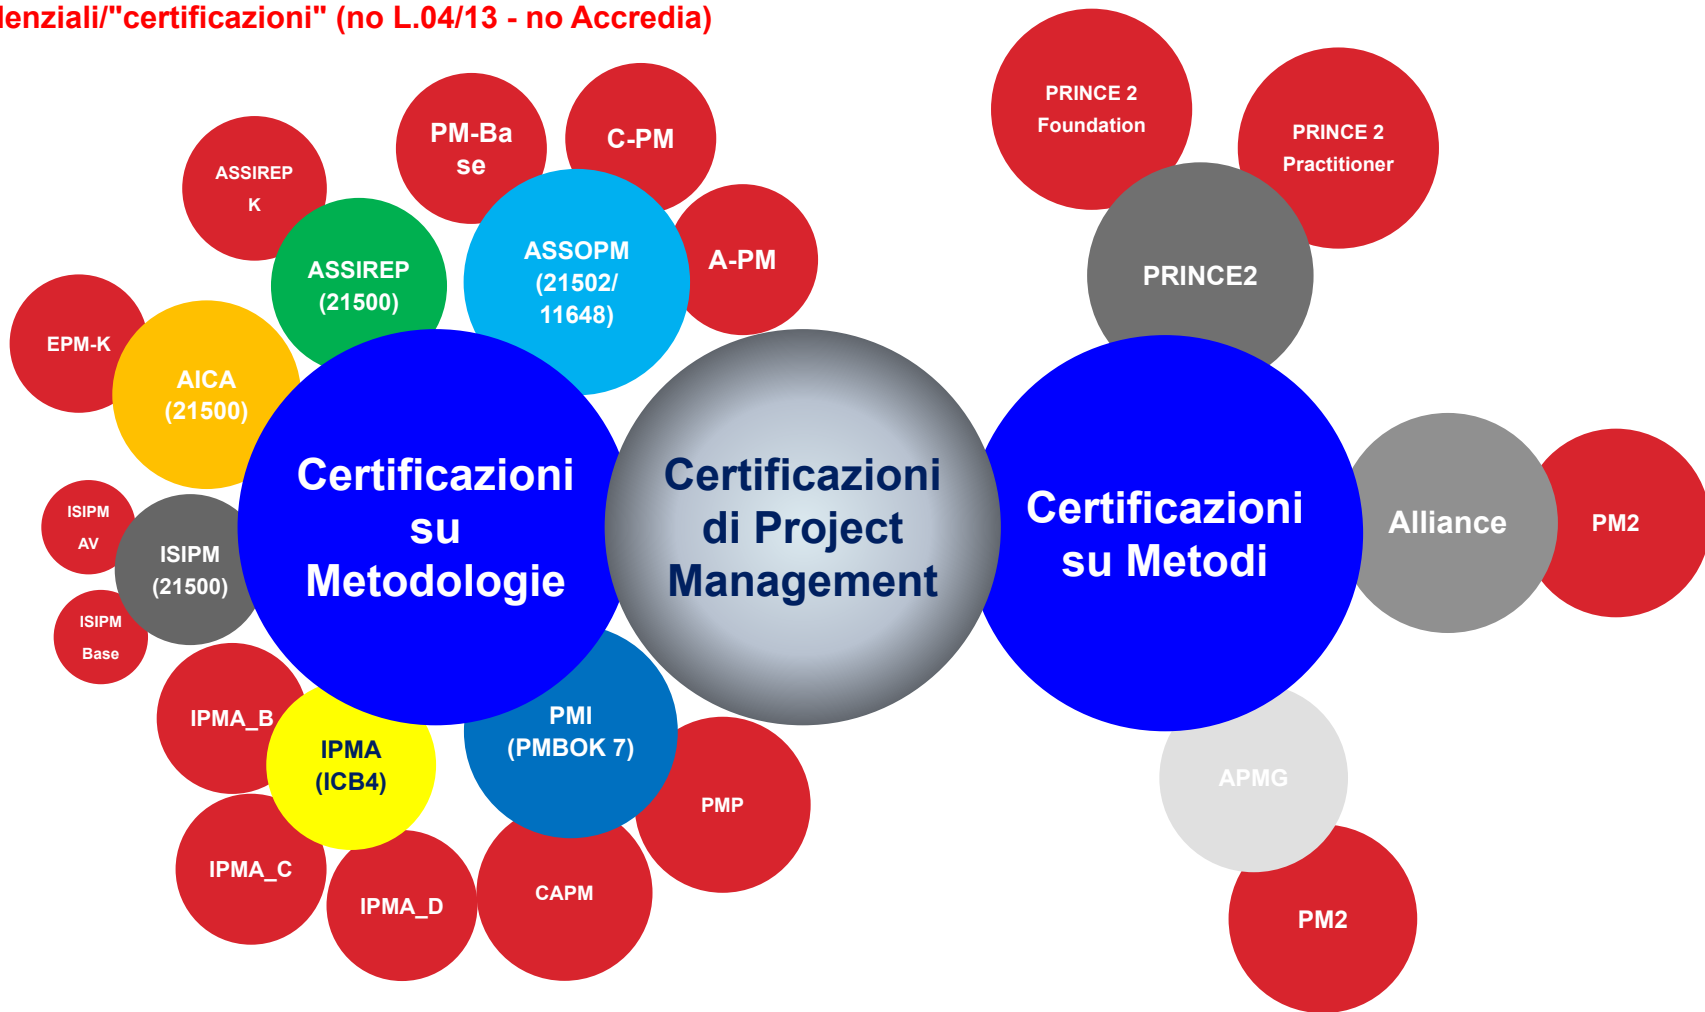 "certificazioni" (no L.04/13 - no Accredia)
PM-Ba
se
C-PM
A-PM
ASSIREP
K
ASSIREP
(21500)
ASSOPM
(21502/
11648)
EPM-K
AICA
(21500)
ISIPM
AV
ISIPM
(21500)
ISIPM
Base
Certificazioni
su
Metodologie
Certificazioni
di Project
Management
Certificazioni
su Metodi
PRINCE 2
Foundation
PRINCE 2
Practitioner
PRINCE2
Alliance
PM2
APMG
PM2
IPMA_B
IPMA
(ICB4)
IPMA_C
IPMA_D
PMI
(PMBOK 7)
PMP
CAPM